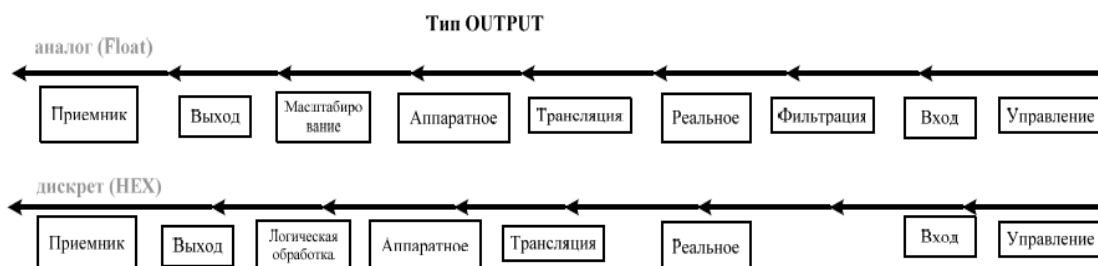 Тип OUTPUT
аналог (Float)
Приемник
Выход
Масштабиро
вание
Аппаратное
Трансляция
Реальное
Фильтрация
Вход
Управление
дискрет (HEX)
Приемник
Выход
Логическая
обработка
Аппаратное
Трансляция
Реальное
Вход
Управление